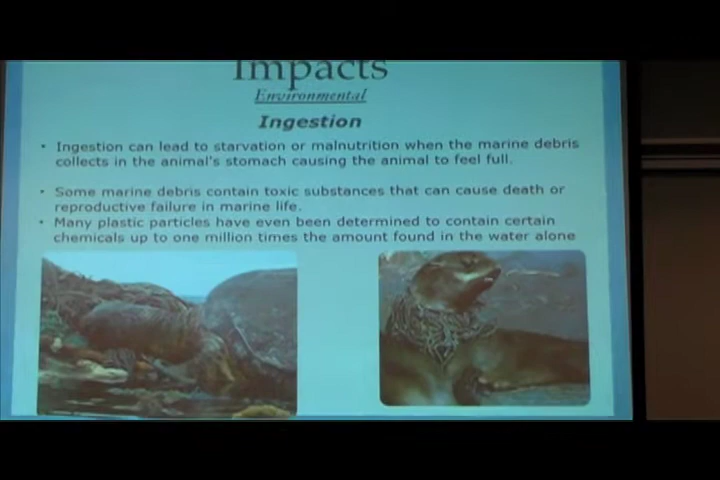 Impacts
Environmental
Ingestion
• Ingestion can lead to starvation or malnutrition when the marine debris
collects in the animal's stomach causing the animal to feel full.
• Some marine debris contain toxic substances that can cause death or
reproductive failure in marine life.
• Many plastic particles have even been determined to contain certain
chemicals up to one million times the amount found in the water alone